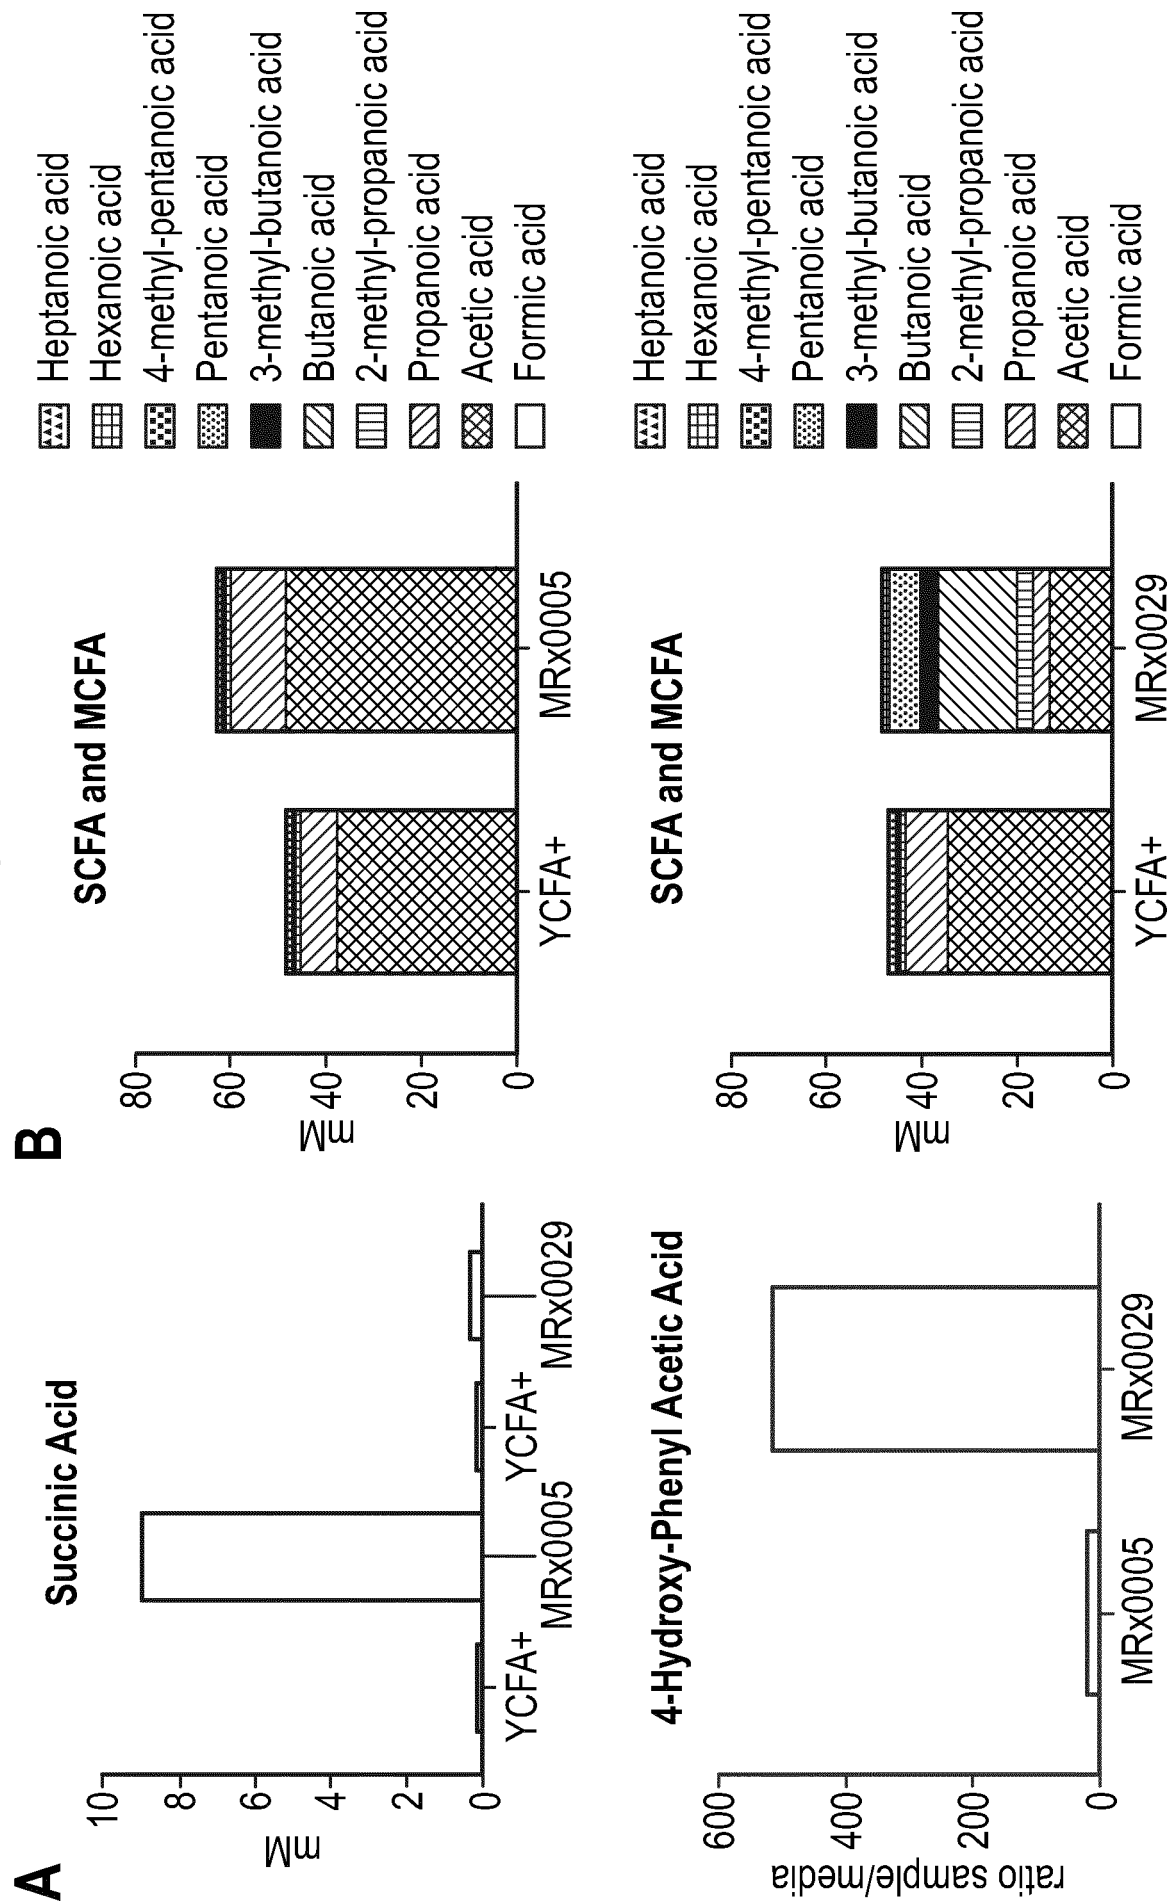 A
Succinic Acid
mM
10
8
6
4
2
0
YCFA+
MRx0005
YCFA+
MRx0029
4-Hydroxy-Phenyl Acetic Acid
ratio sample/media
600
400
200
0
MRx0005
MRx0029
B
SCFA and MCFA
mM
80
60
40
20
0
YCFA+
MRx0005
Heptanoic acid
Hexanoic acid
4-methyl-pentanoic acid
Pentanoic acid
3-methyl-butanoic acid
Butanoic acid
2-methyl-propanoic acid
Propanoic acid
Acetic acid
Formic acid
SCFA and MCFA
mM
80
60
40
20
0
YCFA+
MRx0029
Heptanoic acid
Hexanoic acid
4-methyl-pentanoic acid
Pentanoic acid
3-methyl-butanoic acid
Butanoic acid
2-methyl-propanoic acid
Propanoic acid
Acetic acid
Formic acid